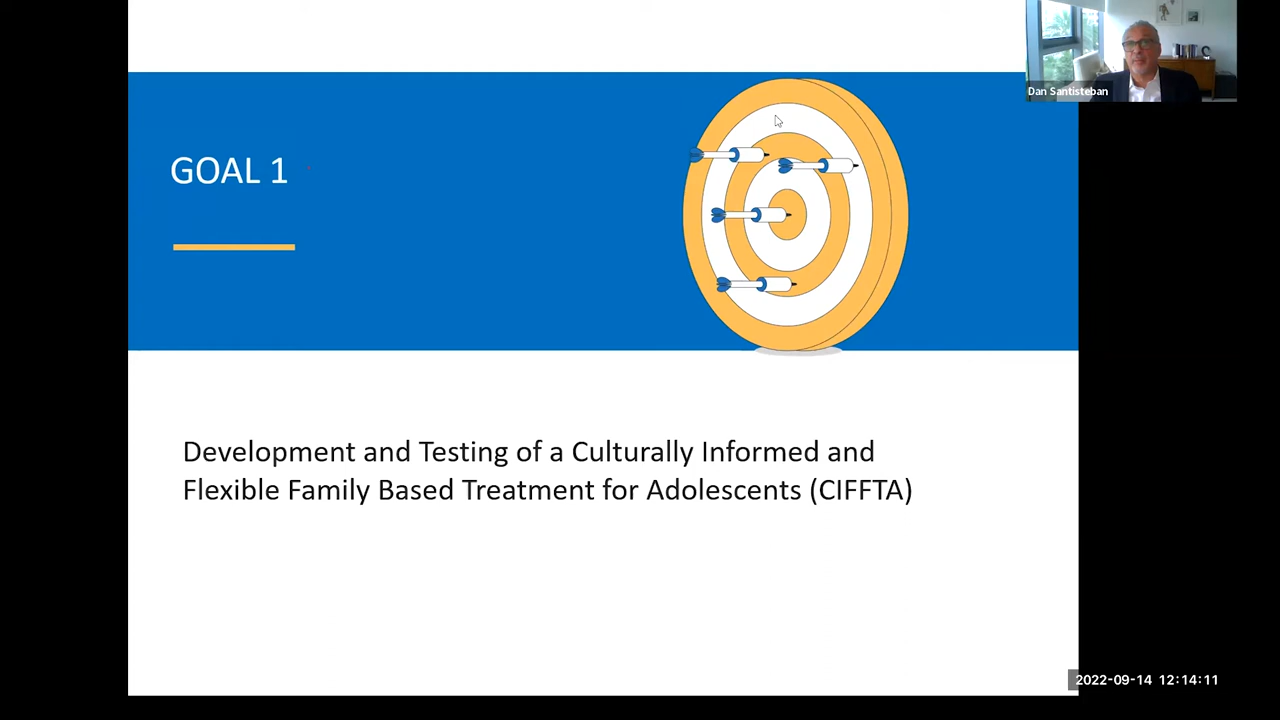 Dan Santisteban
GOAL 1
Development and Testing of a Culturally Informed and
Flexible Family Based Treatment for Adolescents (CIFFTA)
2022-09-14 12:14:11